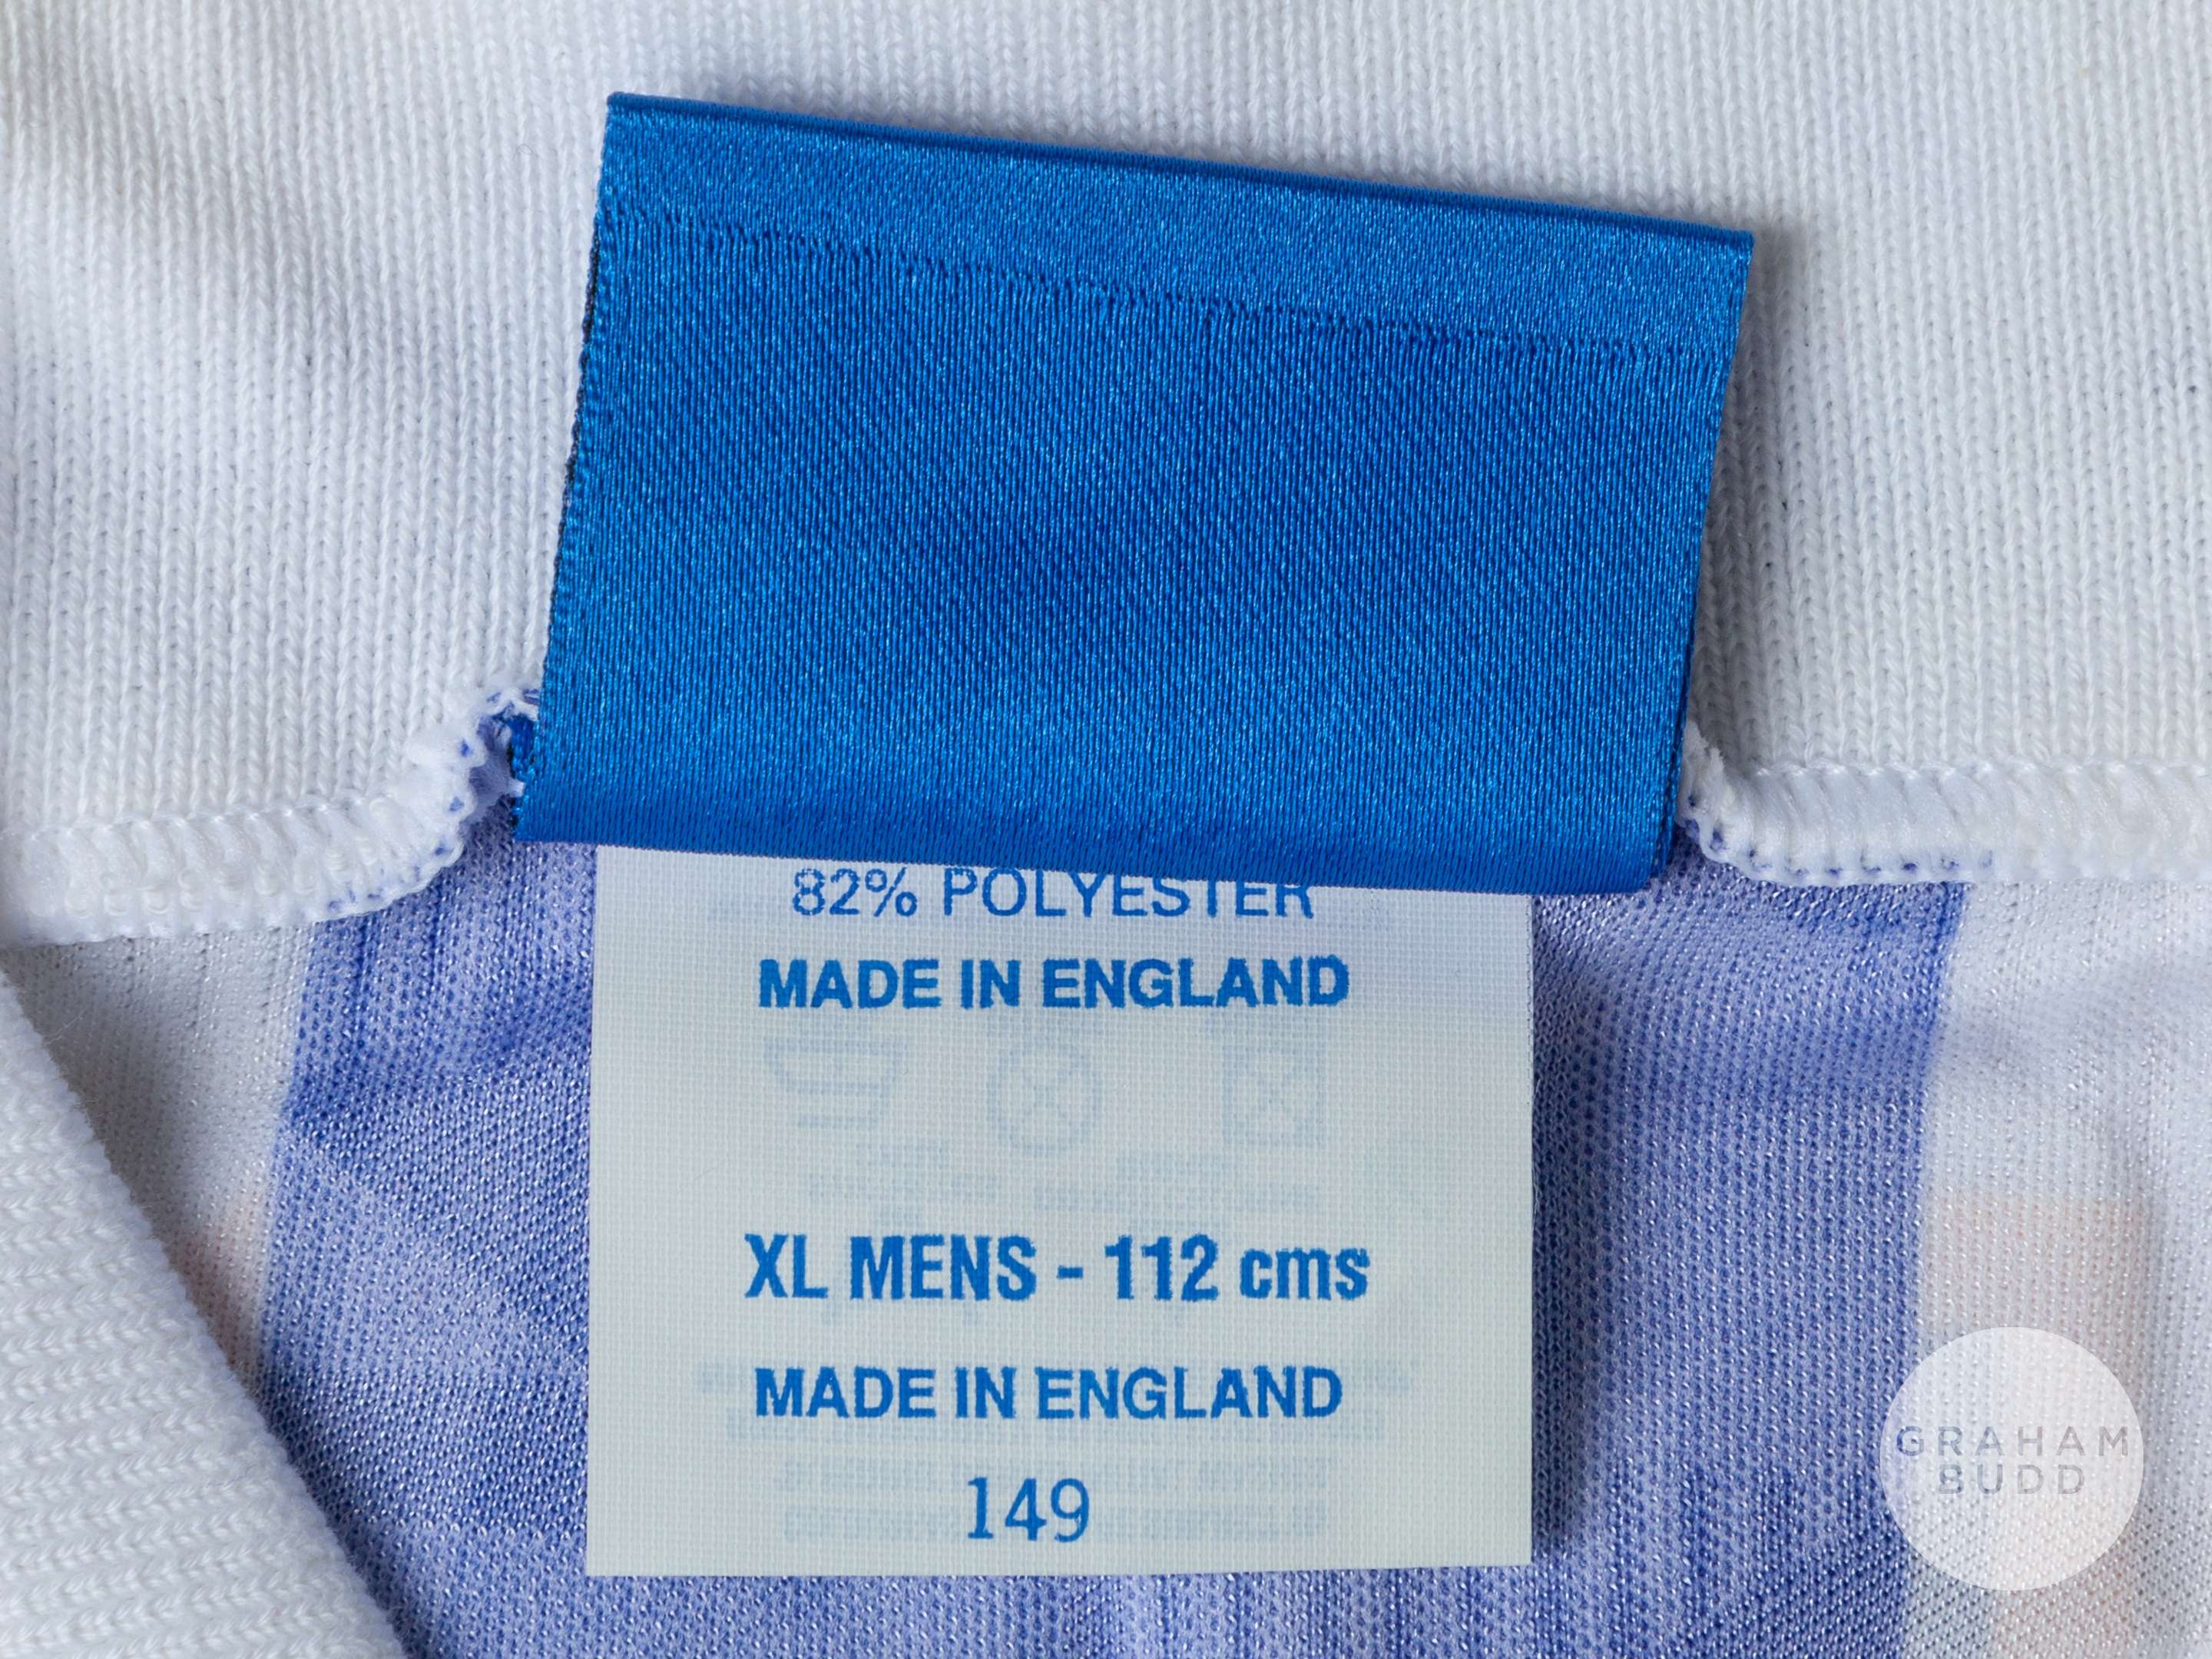 82% POLYESTER
MADE IN ENGLAND
XL MENS - 112 cms
MADE IN ENGLAND
149
GRAHAM
BUDD